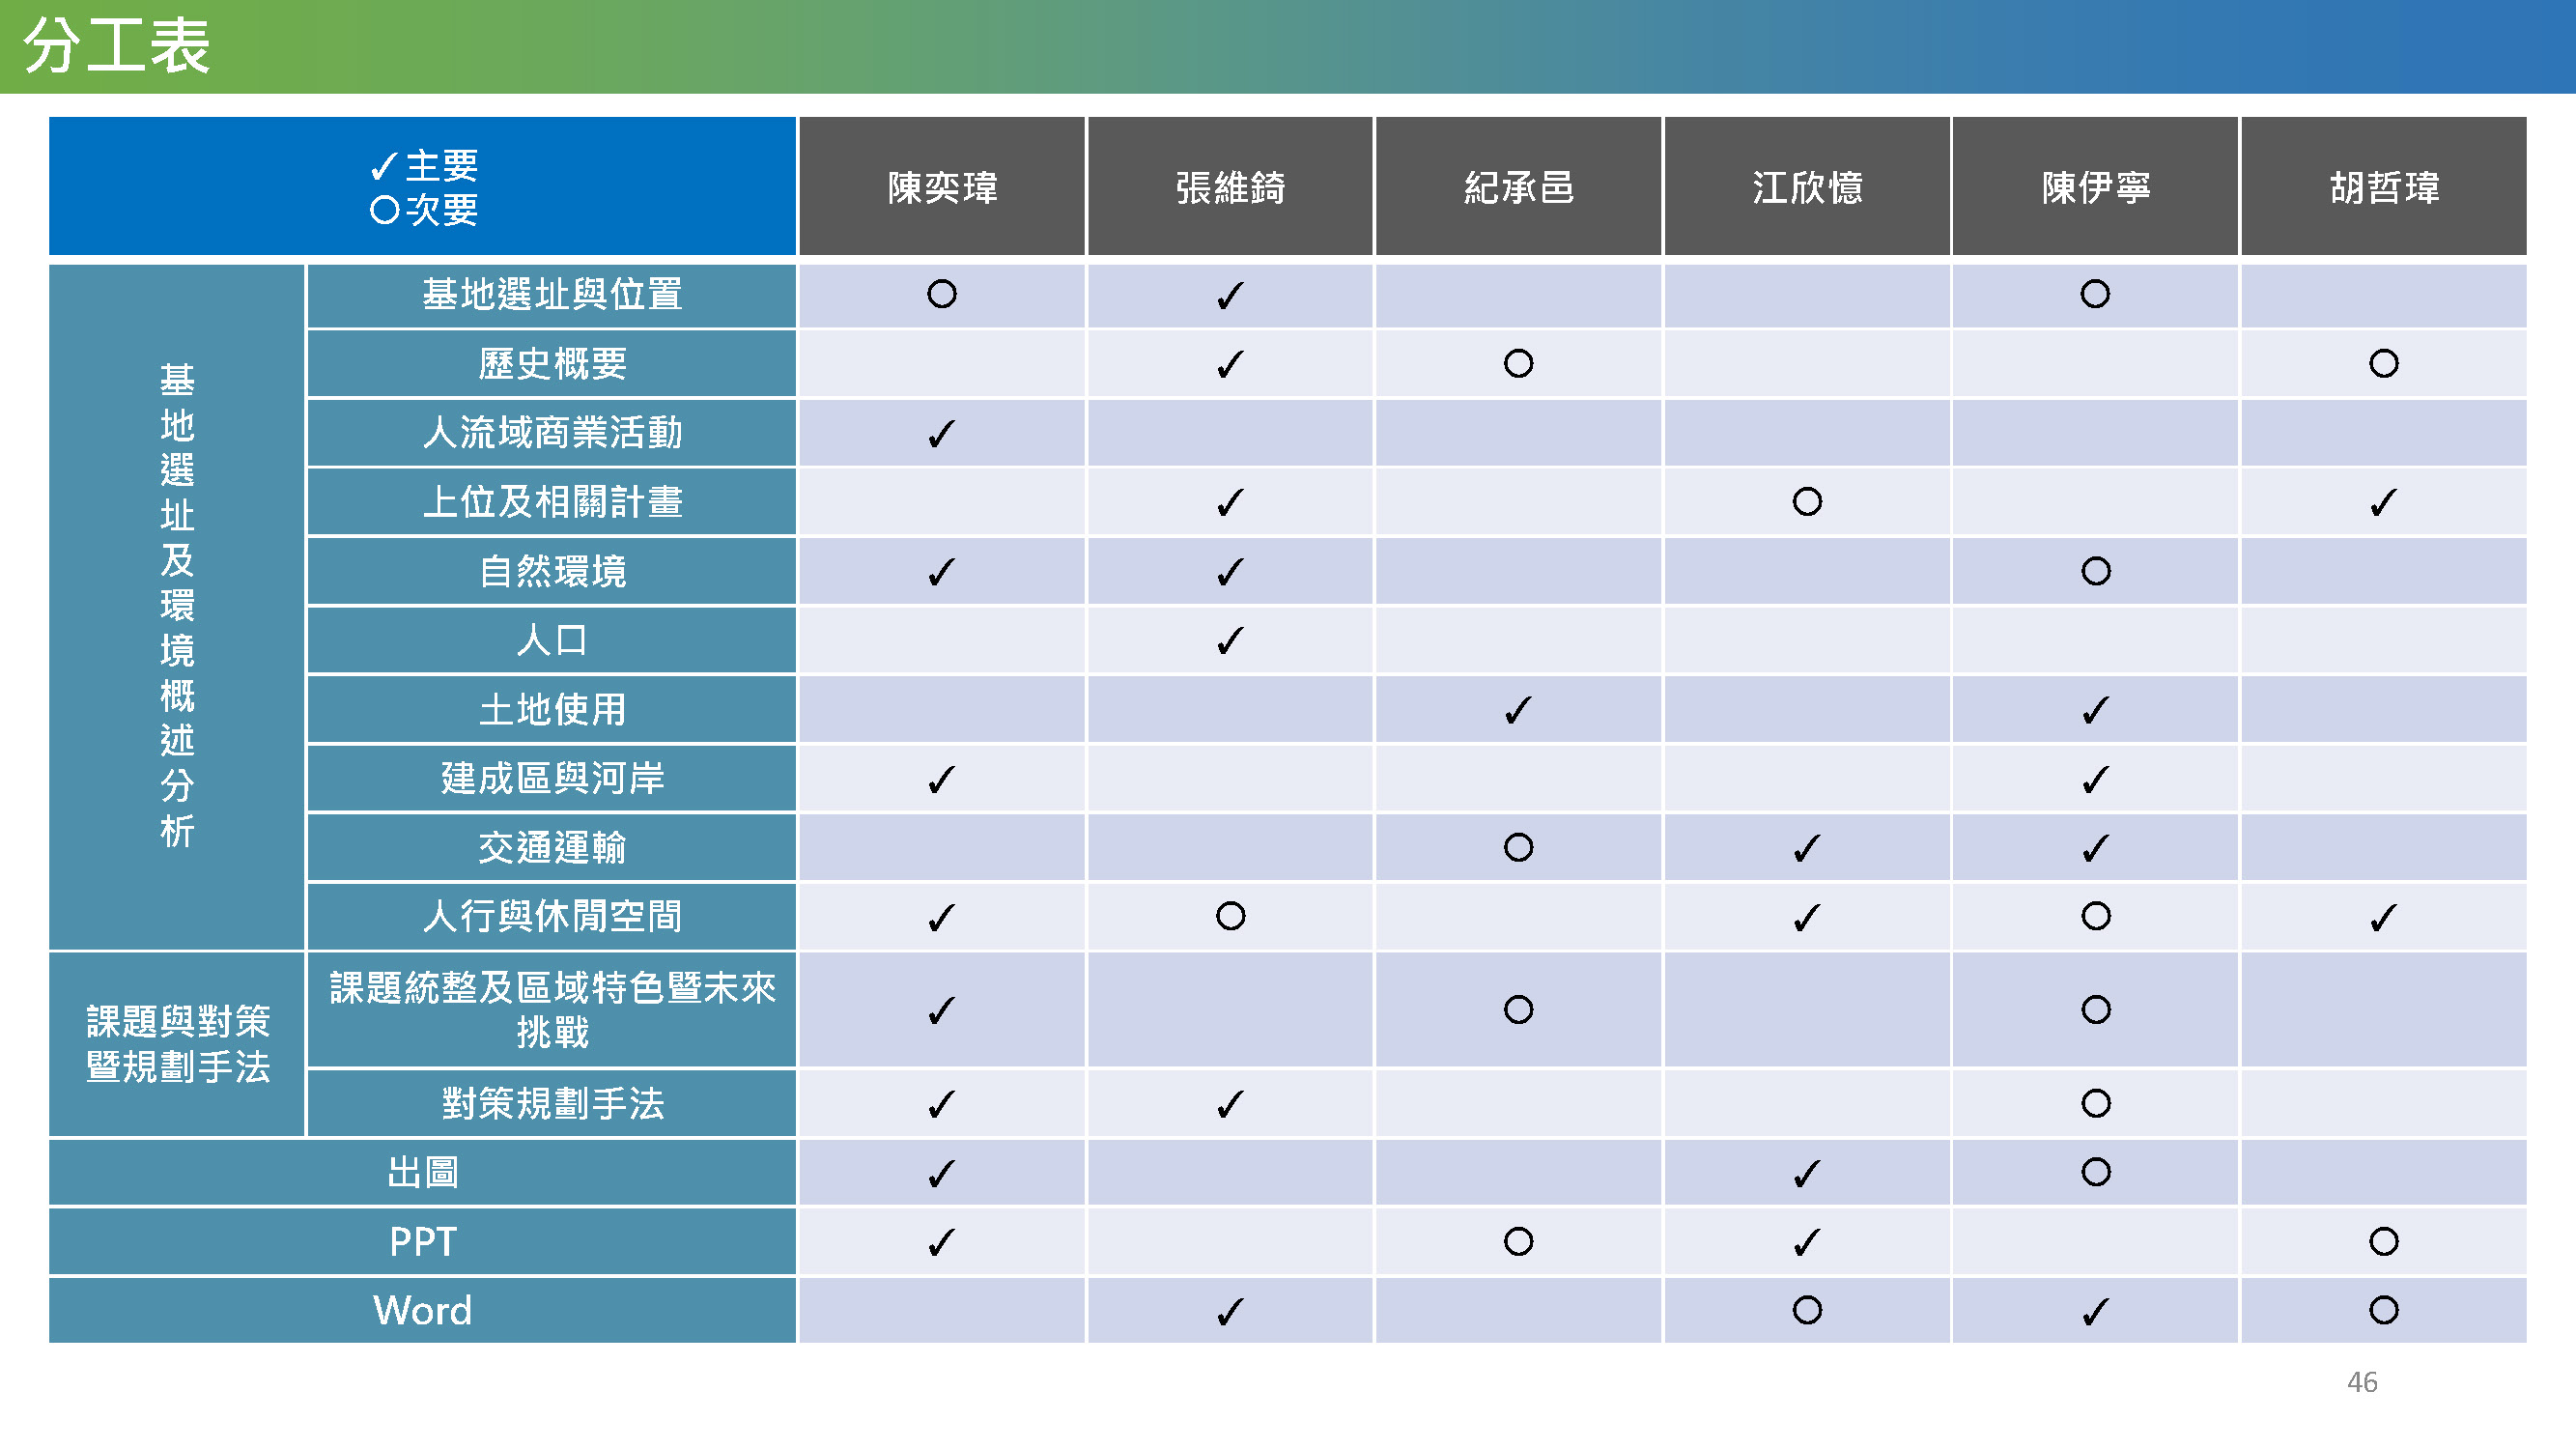 分工表
✓主要
○次要
陳奕瑋 張維錡 紀承邑 江欣憶 陳伊寧 胡哲瑋
基地選址及環境概述分析
基地選址與位置 ○ ✓ ○
歷史概要 ✓ ○ ○
人流域商業活動 ✓
上位及相關計畫 ✓ ○ ✓
自然環境 ✓ ✓ ○
人口 ✓
土地使用 ✓ ✓
建成區與河岸 ✓ ✓
交通運輸 ○ ✓ ✓
人行與休閒空間 ✓ ○ ✓ ○ ✓
課題與對策
暨規劃手法
課題統整及區域特色暨未來
挑戰 ✓ ○ ○
對策規劃手法 ✓ ✓ ○
出圖 ✓ ✓ ○
PPT ✓ ○ ✓ ○
Word ✓ ○ ✓ ○
46